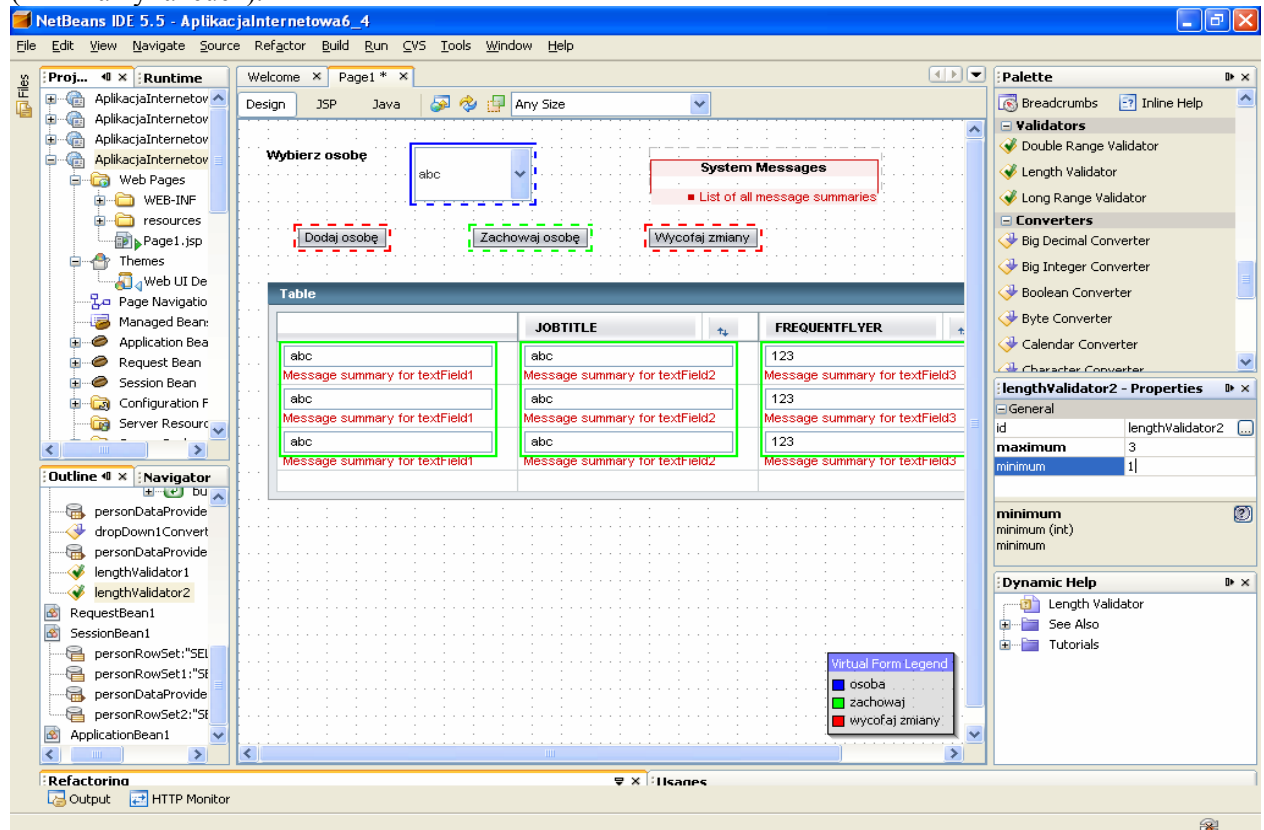 NetBeans IDE 5.5 - AplikacjaInternetowa6_4
File Edit View Navigate Source Refactor Build Run CVS Tools Window Help
Files
Proj... Runtime
AplikacjaInternetov
AplikacjaInternetov
AplikacjaInternetov
AplikacjaInternetov
Web Pages
WEB-INF
resources
Page1.jsp
Themes
Web UI De
Page Navigatio
Managed Bean:
Application Bea
Request Bean
Session Bean
Configuration F
Server Resourc
Outline Navigator
bu
personDataProvide
dropDown1Convert
personDataProvide
lengthValidator1
lengthValidator2
RequestBean1
SessionBean1
personRowSet:"SEL
personRowSet1:"SE
personDataProvide
personRowSet2:"SE
ApplicationBean1
Welcome Page1 *
Design JSP Java Any Size
Wybierz osobę
abc
System Messages
List of all message summaries
Dodaj osobę Zachowaj osobę Wycofaj zmiany
Table
JOBTITLE FREQUENTFLYER
abc abc 123
Message summary for textField1 Message summary for textField2 Message summary for textField3
abc abc 123
Message summary for textField1 Message summary for textField2 Message summary for textField3
abc abc 123
Message summary for textField1 Message summary for textField2 Message summary for textField3
Virtual Form Legend
osoba
zachowaj
wycofaj zmiany
Palette
Breadcrumbs Inline Help
Validators
Double Range Validator
Length Validator
Long Range Validator
Converters
Big Decimal Converter
Big Integer Converter
Boolean Converter
Byte Converter
Calendar Converter
Character Converter
lengthValidator2 - Properties
General
id lengthValidator2 ...
maximum 3
minimum 1
minimum
minimum (int)
minimum
Dynamic Help
Length Validator
See Also
Tutorials
Refactoring Usages
Output HTTP Monitor